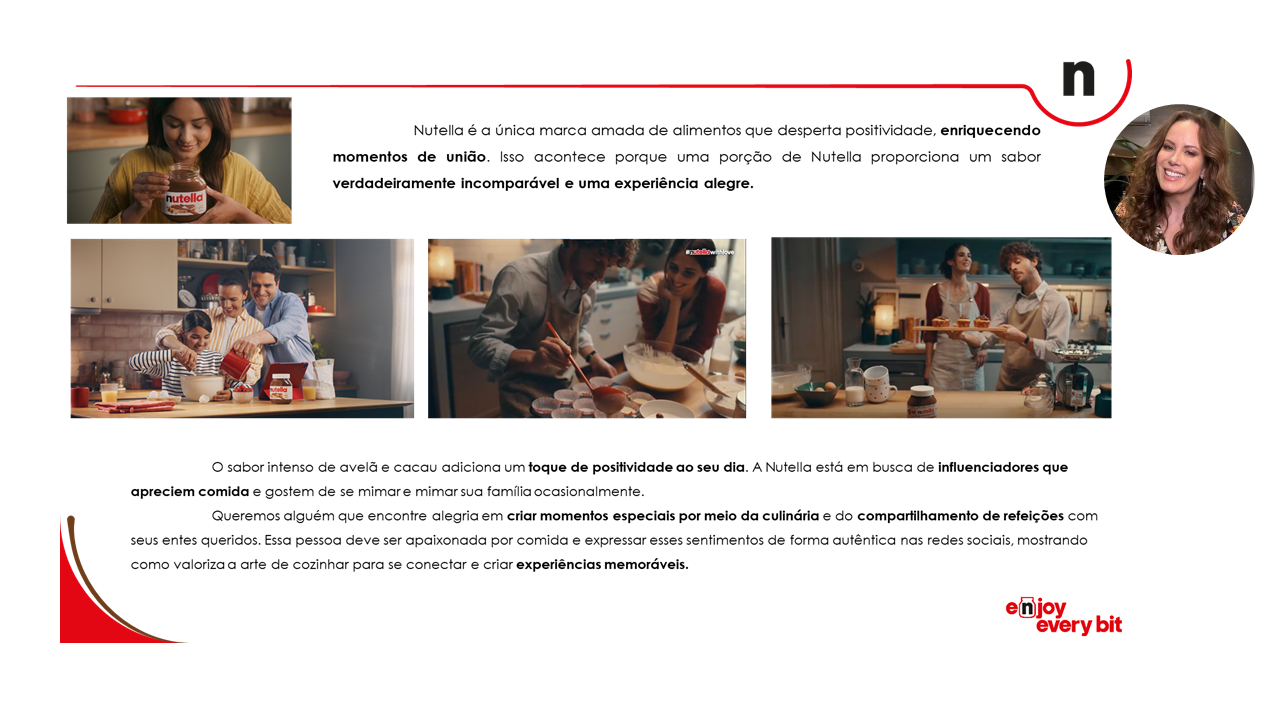 n
Nutella é a única marca amada de alimentos que desperta positividade, enriquecendo
momentos de união. Isso acontece porque uma porção de Nutella proporciona um sabor
verdadeiramente incomparável e uma experiência alegre.
nutella
#nutellawithlove
nutella
nutella
O sabor intenso de avelã e cacau adiciona um toque de positividade ao seu dia. A Nutella está em busca de influenciadores que
apreciem comida e gostem de se mimar e mimar sua família ocasionalmente.
Queremos alguém que encontre alegria em criar momentos especiais por meio da culinária e do compartilhamento de refeições com
seus entes queridos. Essa pessoa deve ser apaixonada por comida e expressar esses sentimentos de forma autêntica nas redes sociais, mostrando
como valoriza a arte de cozinhar para se conectar e criar experiências memoráveis.
enjoy
every bit